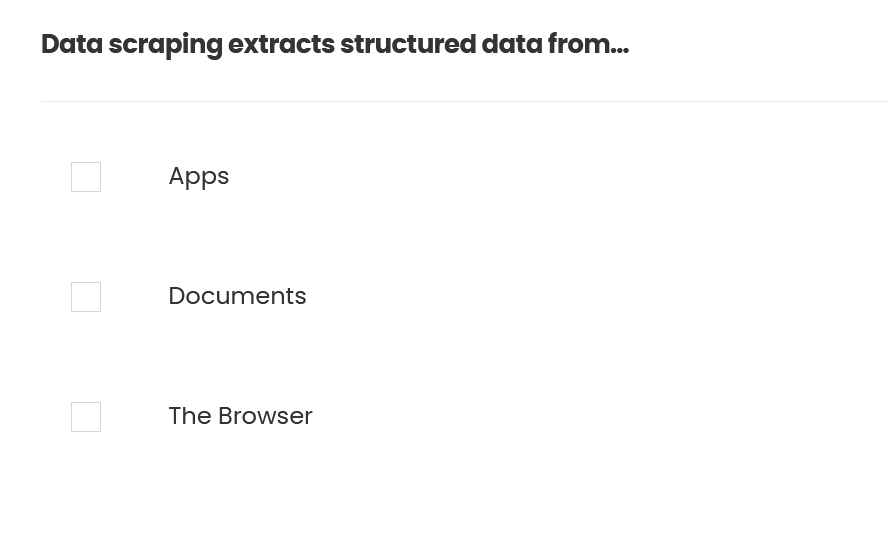 Data scraping extracts structured data from...
Apps
Documents
The Browser